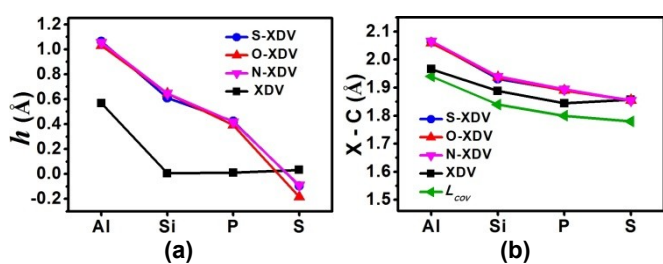 h (Å)
1.2
1.0
0.8
0.6
0.4
0.2
0.0
-0.2
S-XDV
O-XDV
N-XDV
XDV
Al Si P S
(a)
X - C (Å)
2.1
2.0
1.9
1.8
1.7
1.6
1.5
S-XDV
O-XDV
N-XDV
XDV
Lcov
Al Si P S
(b)